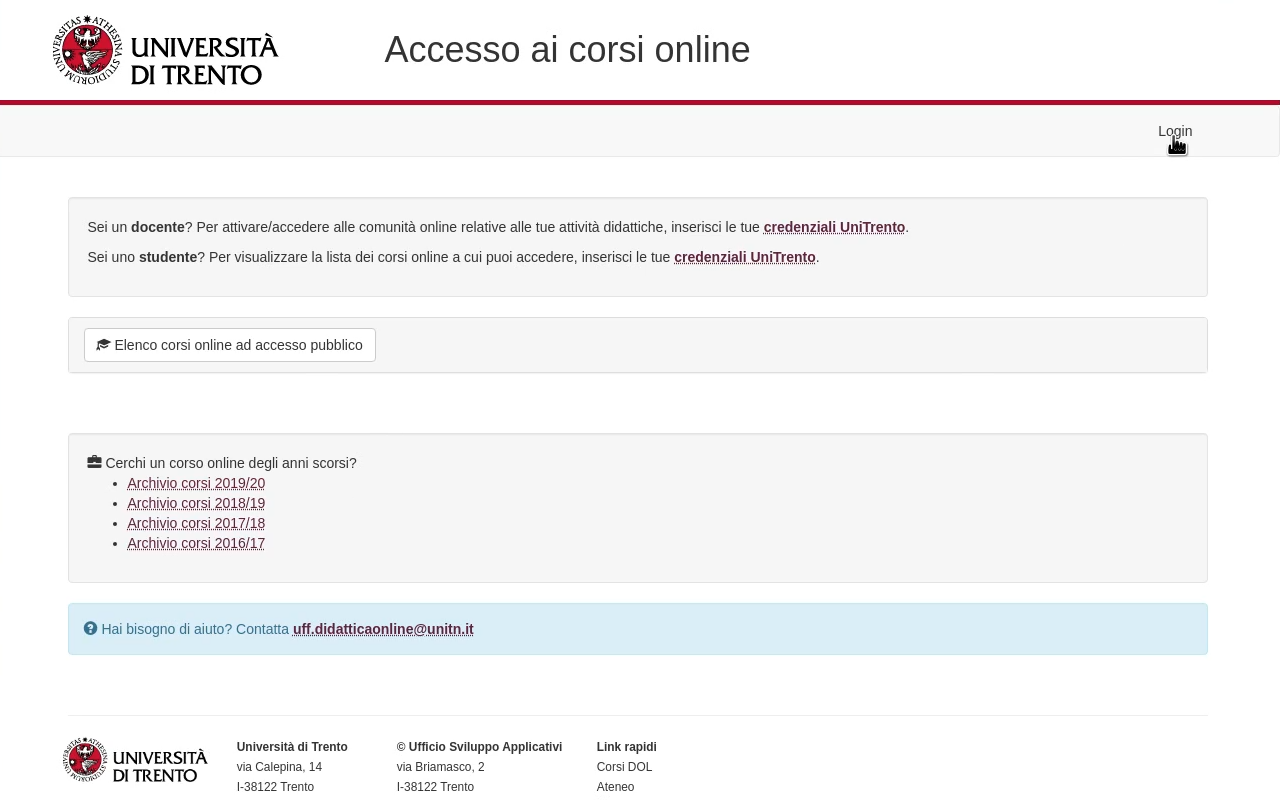 UNIVERSITÀ
DI TRENTO
Accesso ai corsi online
Login
Sei un docente? Per attivare/accedere alle comunità online relative alle tue attività didattiche, inserisci le tue credenziali UniTrento.
Sei uno studente? Per visualizzare la lista dei corsi online a cui puoi accedere, inserisci le tue credenziali UniTrento.
Elenco corsi online ad accesso pubblico
Cerchi un corso online degli anni scorsi?
Archivio corsi 2019/20
Archivio corsi 2018/19
Archivio corsi 2017/18
Archivio corsi 2016/17
Hai bisogno di aiuto? Contatta uff.didatticaonline@unitn.it
UNIVERSITÀ
DI TRENTO
Università di Trento
via Calepina, 14
I-38122 Trento
© Ufficio Sviluppo Applicativi
via Briamasco, 2
I-38122 Trento
Link rapidi
Corsi DOL
Ateneo